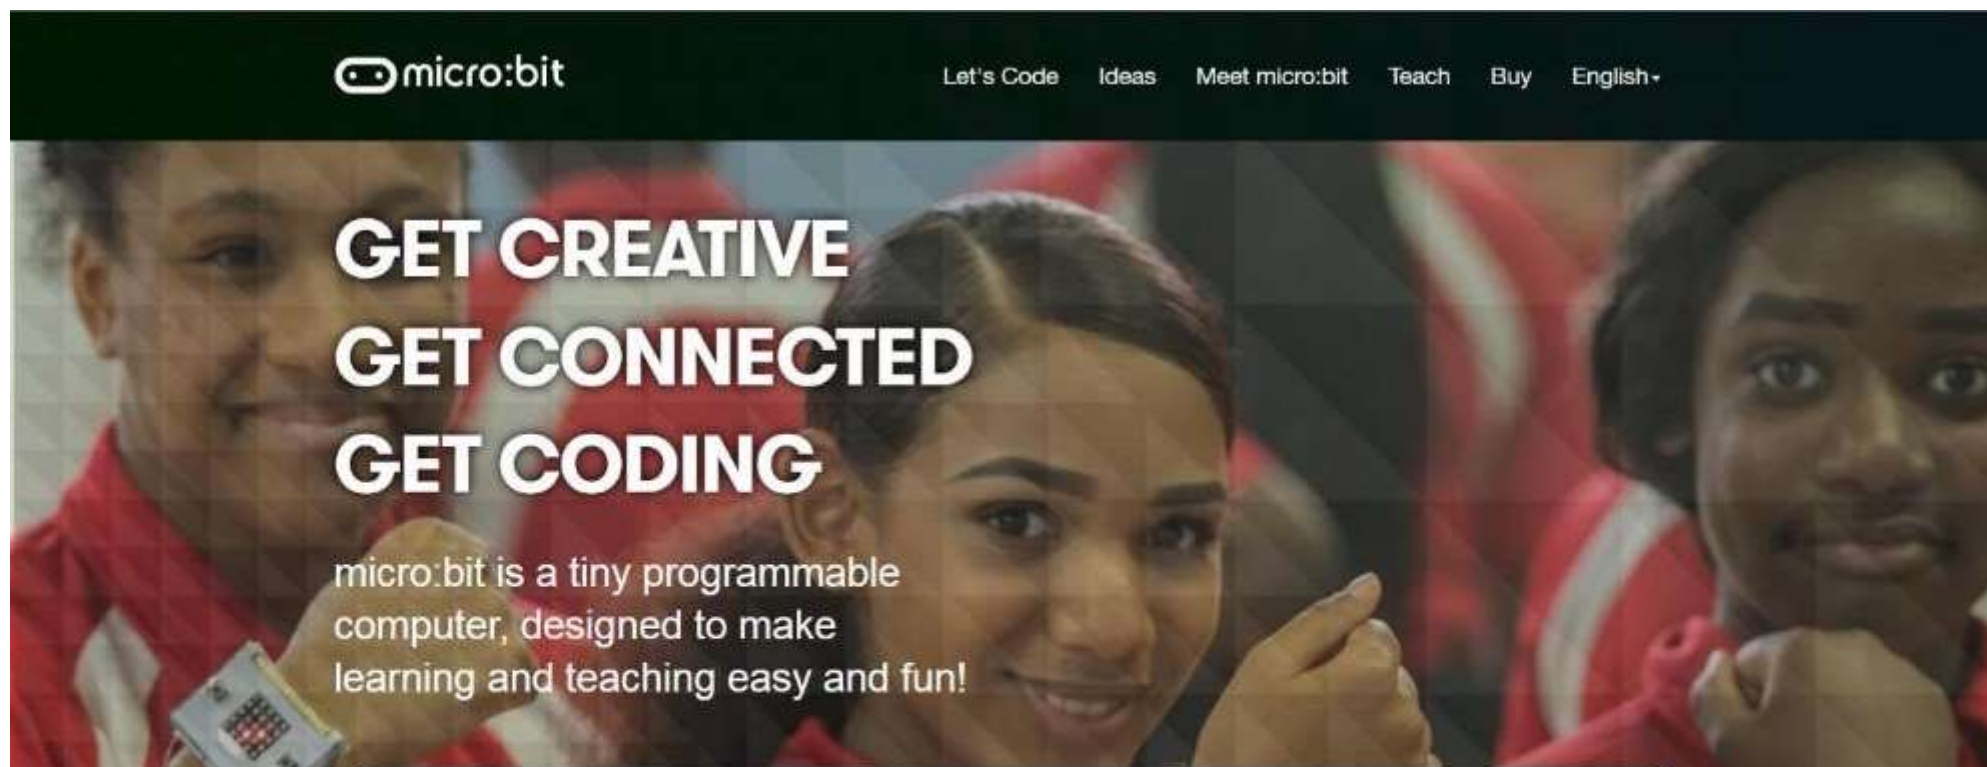 micro:bit
Let's Code Ideas Meet micro:bit Teach Buy English
GET CREATIVE
GET CONNECTED
GET CODING
micro:bit is a tiny programmable
computer, designed to make
learning and teaching easy and fun!